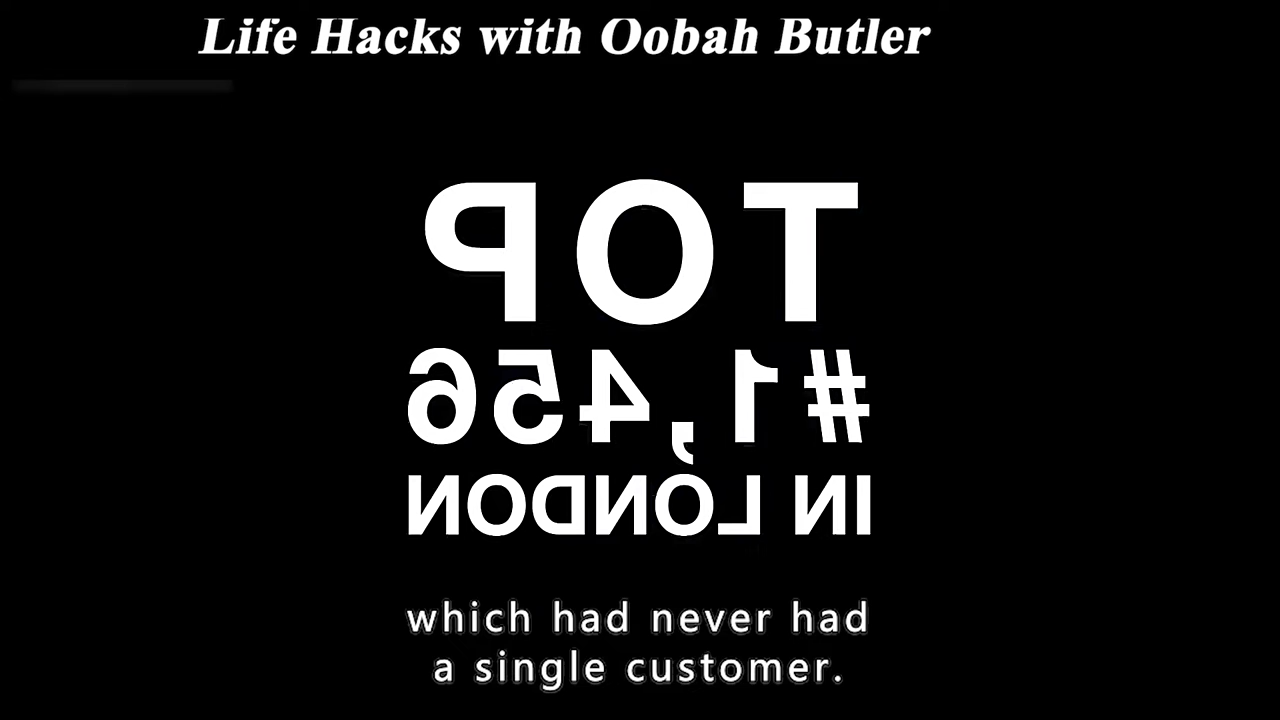 Life Hacks with Oobah Butler
TOP
#1,456
IN LONDON
which had never had
a single customer.